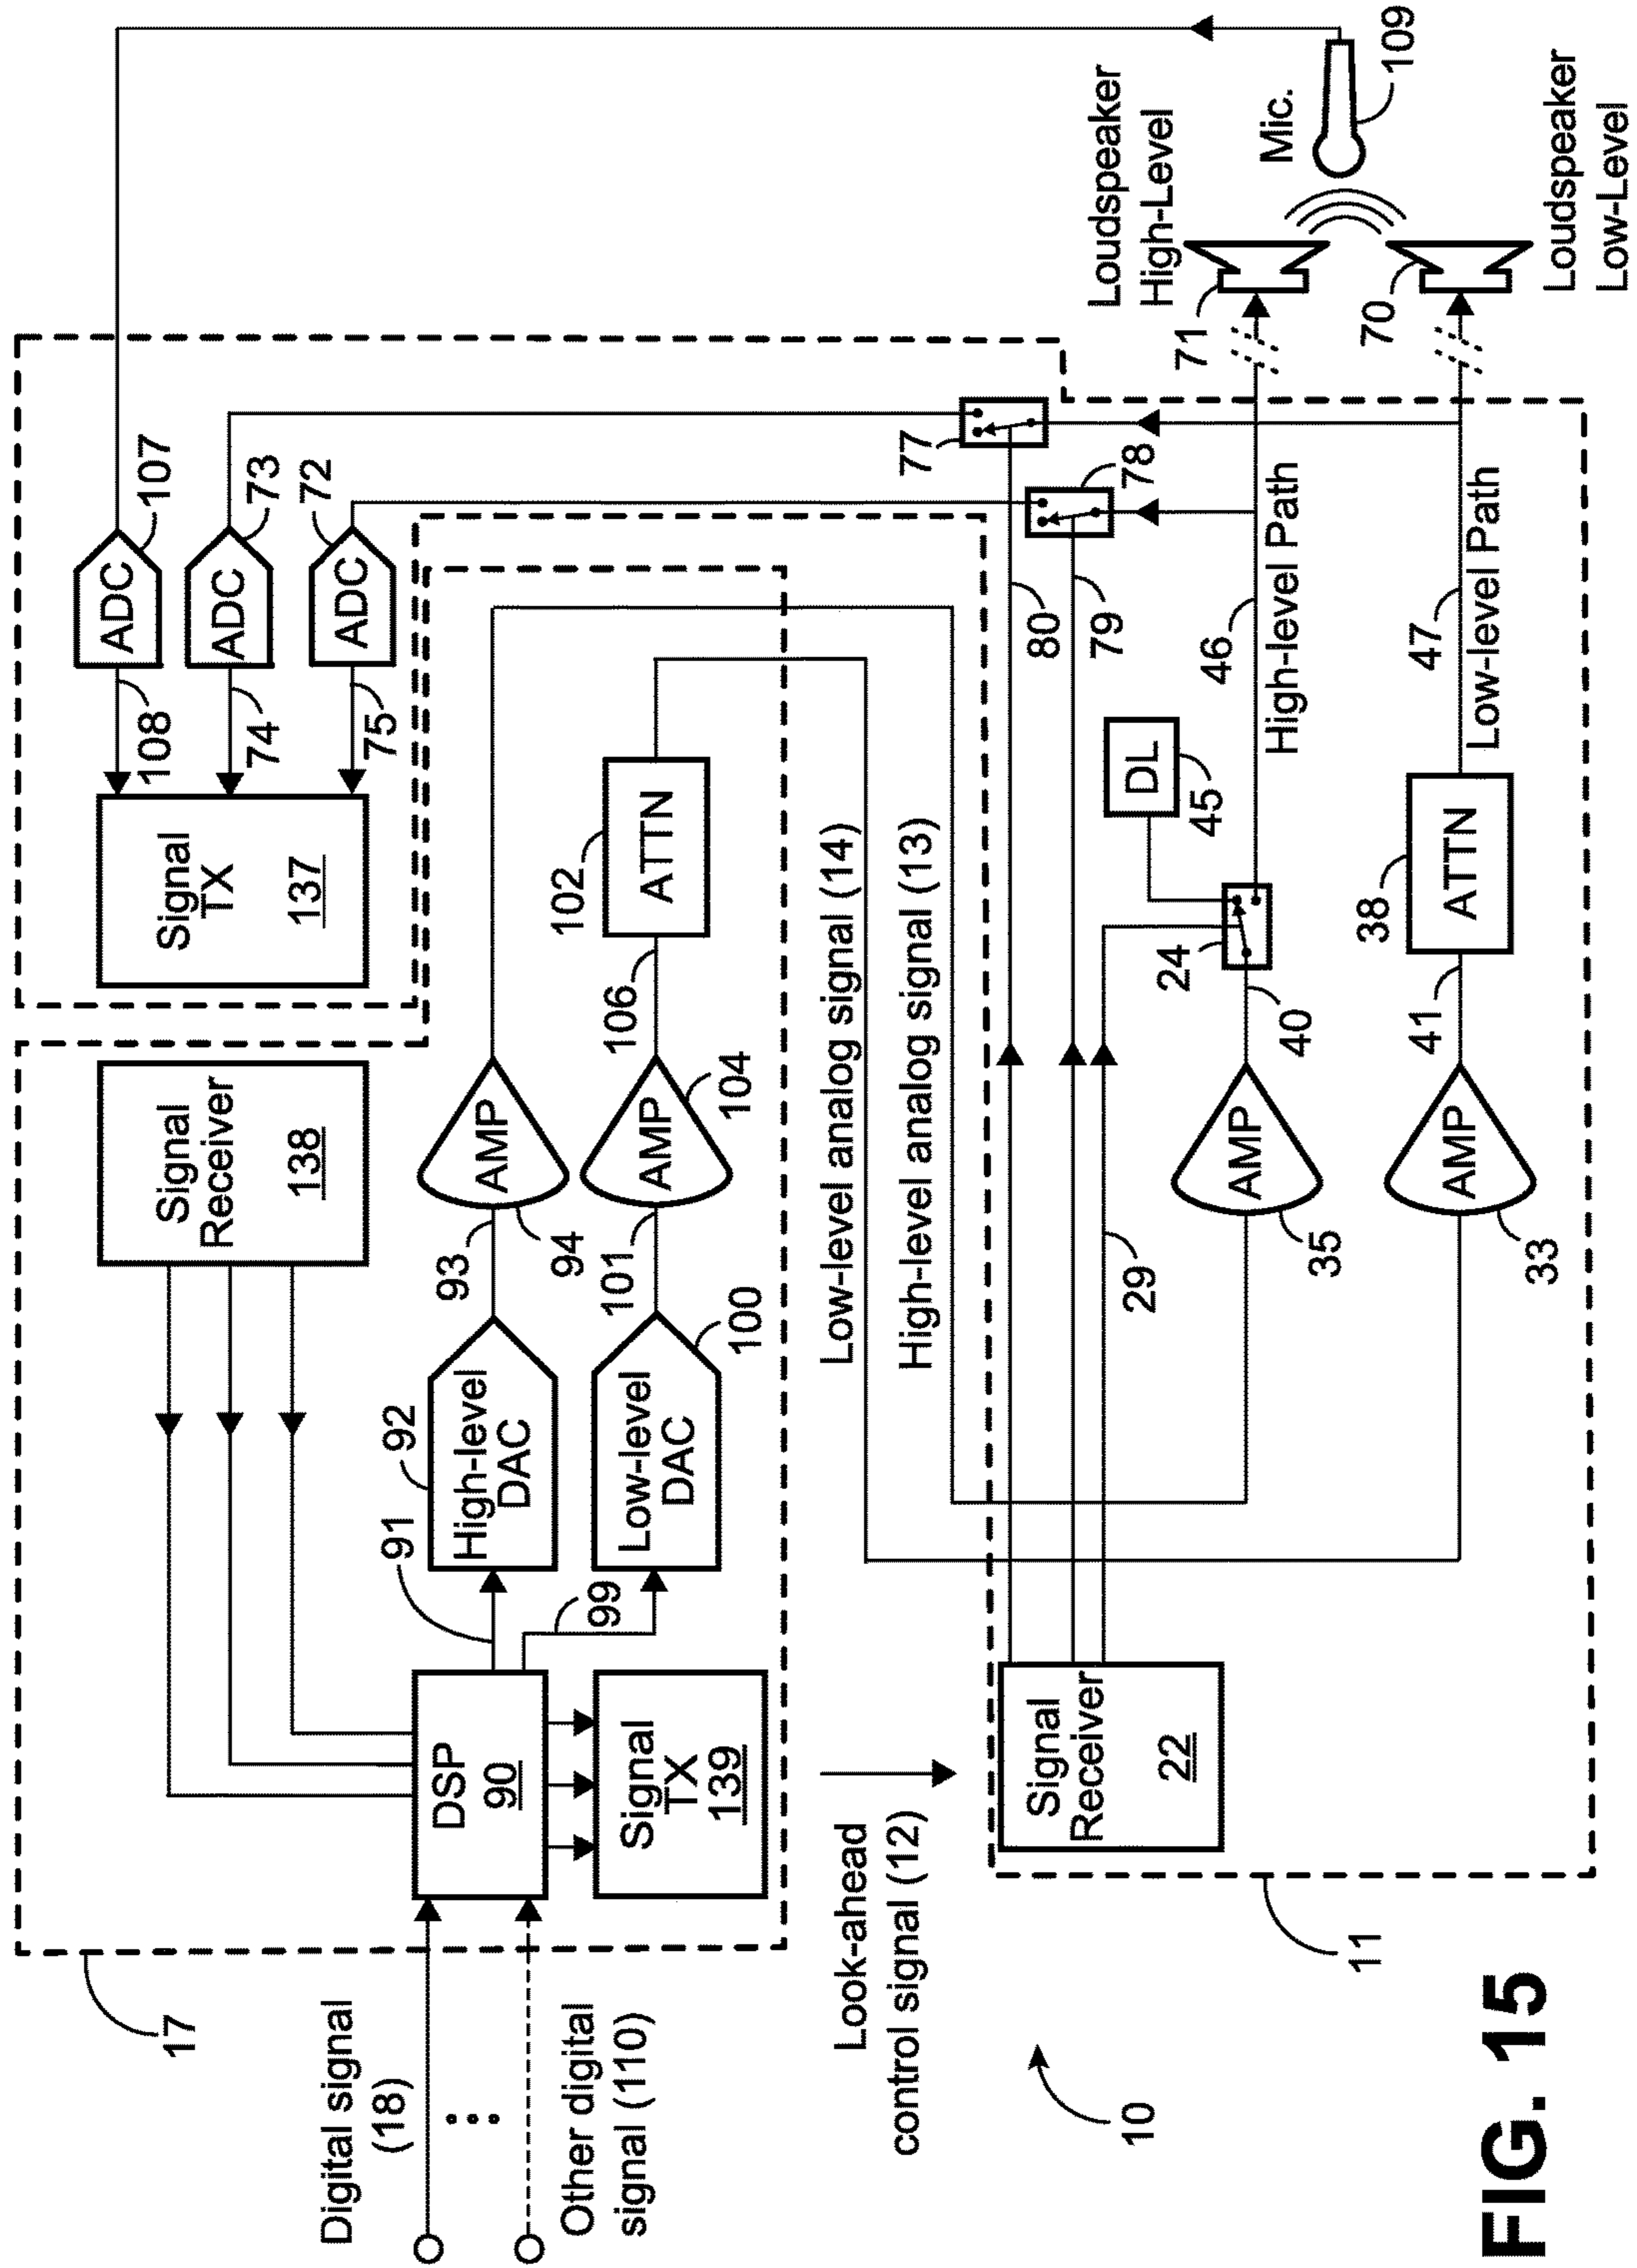 17
Digital signal
(18)
Other digital
signal (110)
DSP
90
Signal
TX
139
91
99
92
High-level
DAC
Low-level
DAC
100
93
101
94
AMP
AMP
104
106
102
ATTN
Signal
Receiver
138
Signal
TX
137
108
74
75
ADC
107
ADC
73
ADC
72
Low-level analog signal (14)
High-level analog signal (13)
Look-ahead
control signal (12)
10
11
Signal
Receiver
22
29
AMP
35
AMP
33
40
41
24
DL
45
38
ATTN
80
79
46
High-level Path
47
Low-level Path
77
78
71
Loudspeaker
High-Level
70
Loudspeaker
Low-Level
Mic.
109
FIG. 15